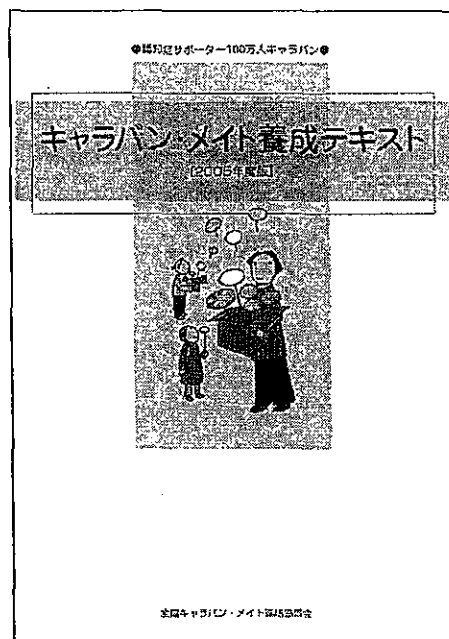 ●認知症サポーター100万人キャラバン●
キャラバン・メイト養成テキスト
[2005年度版]
全国キャラバン・メイト連絡協議会